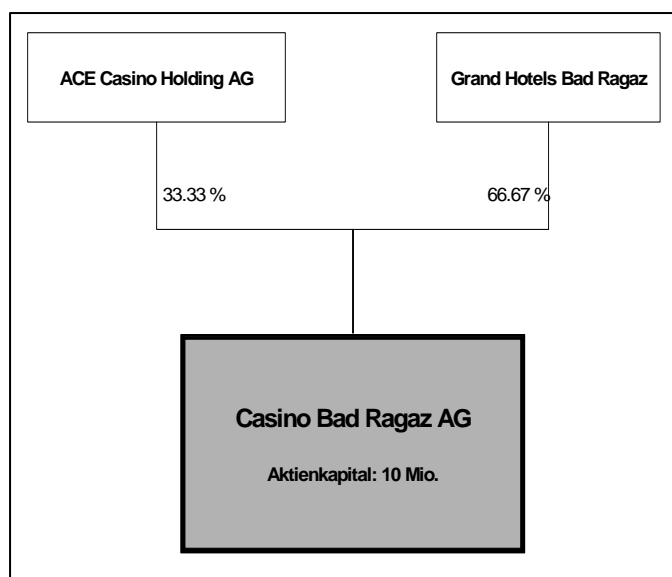 ACE Casino Holding AG
Grand Hotels Bad Ragaz
33.33 %
66.67 %
Casino Bad Ragaz AG
Aktienkapital: 10 Mio.